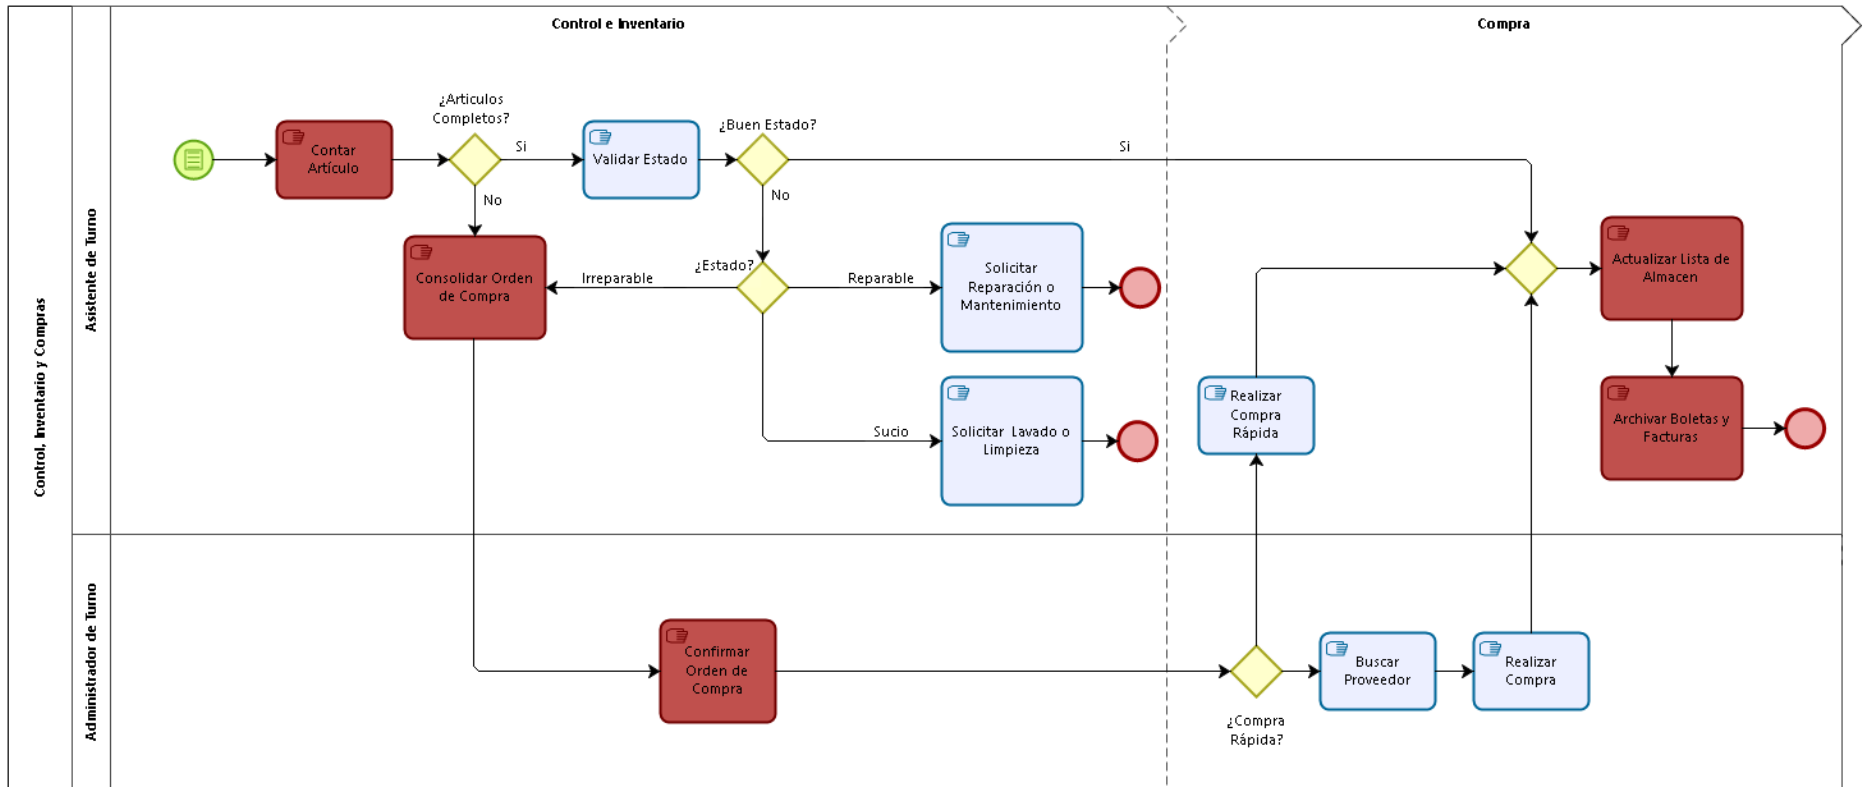 Control e Inventario
Compra
Control, Inventario y Compras
Asistente de Turno
Administrador de Turno
¿Articulos
Completos?
Contar
Artículo
Si
Validar Estado
¿Buen Estado?
Si
No
No
Consolidar Orden
de Compra
Irreparable
¿Estado?
Reparable
Solicitar
Reparación o
Mantenimiento
Sucio
Solicitar Lavado o
Limpieza
Actualizar Lista de
Almacen
Realizar
Compra
Rápida
Archivar Boletas y
Facturas
Confirmar
Orden de
Compra
¿Compra
Rápida?
Buscar
Proveedor
Realizar
Compra